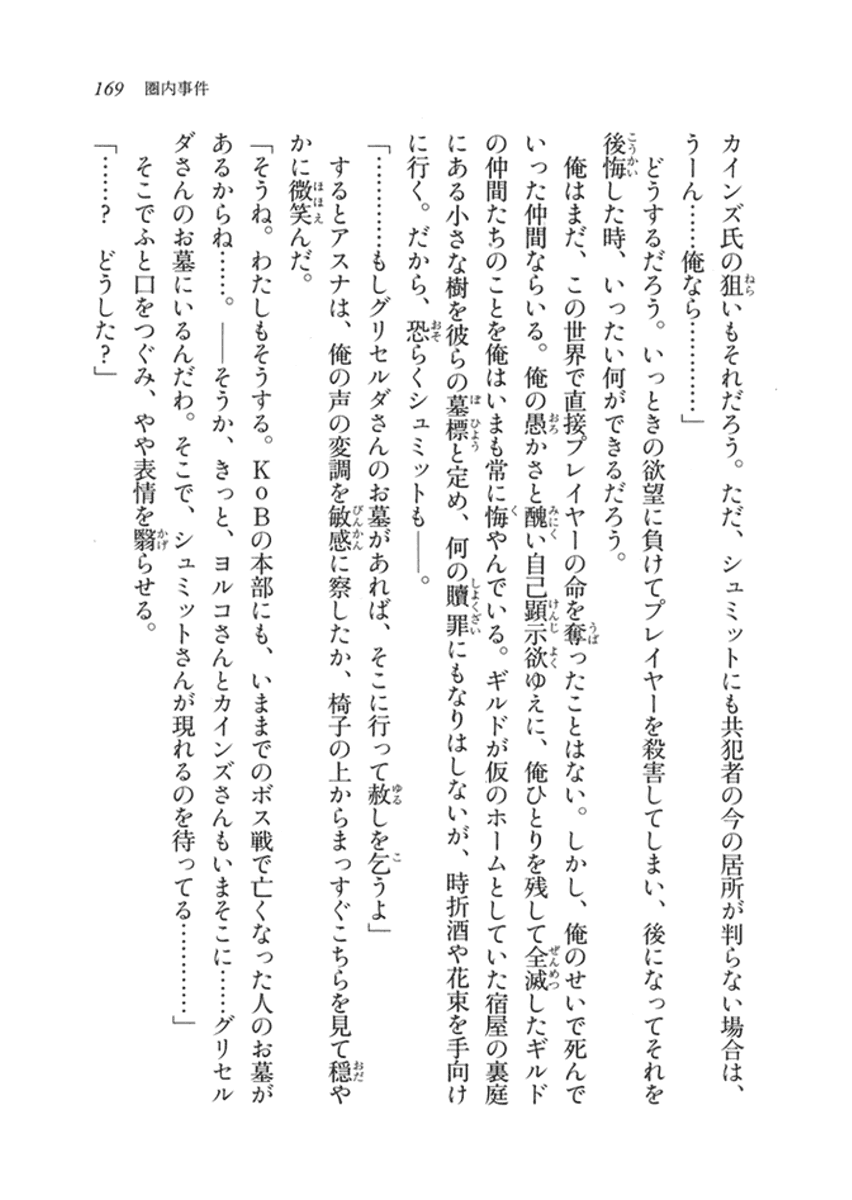 169 圏内事件
カインズ氏の狙いもそれだろう。ただ、シュミットにも共犯者の今の居所が判らない場合は、
うーん……俺なら…………」
どうするだろう。いっときの欲望に負けてプレイヤーを殺害してしまい、後になってそれを
後悔した時、いったい何ができるだろう。
俺はまだ、この世界で直接プレイヤーの命を奪ったことはない。しかし、俺のせいで死んで
いった仲間ならいる。俺の愚かさと醜い自己顕示欲ゆえに、俺ひとりを残して全滅したギルド
の仲間たちのことを俺はいまも常に悔やんでいる。ギルドが仮のホームとしていた宿屋の裏庭
にある小さな樹を彼らの墓標と定め、何の贖罪にもなりはしないが、時折酒や花束を手向け
に行く。だから、恐らくシュミットも――。
「…………もしグリセルダさんのお墓があれば、そこに行って赦しを乞うよ」
するとアスナは、俺の声の変調を敏感に察したか、椅子の上からまっすぐこちらを見て穏や
かに微笑んだ。
「そうね。わたしもそうする。KoBの本部にも、いままでのボス戦で亡くなった人のお墓が
あるからね……。――そうか、きっと、ヨルコさんとカインズさんもいまそこに……グリセル
ダさんのお墓にいるんだわ。そこで、シュミットさんが現れるのを待ってる…………」
そこでふと口をつぐみ、やや表情を翳らせる。
「……?　どうした?」